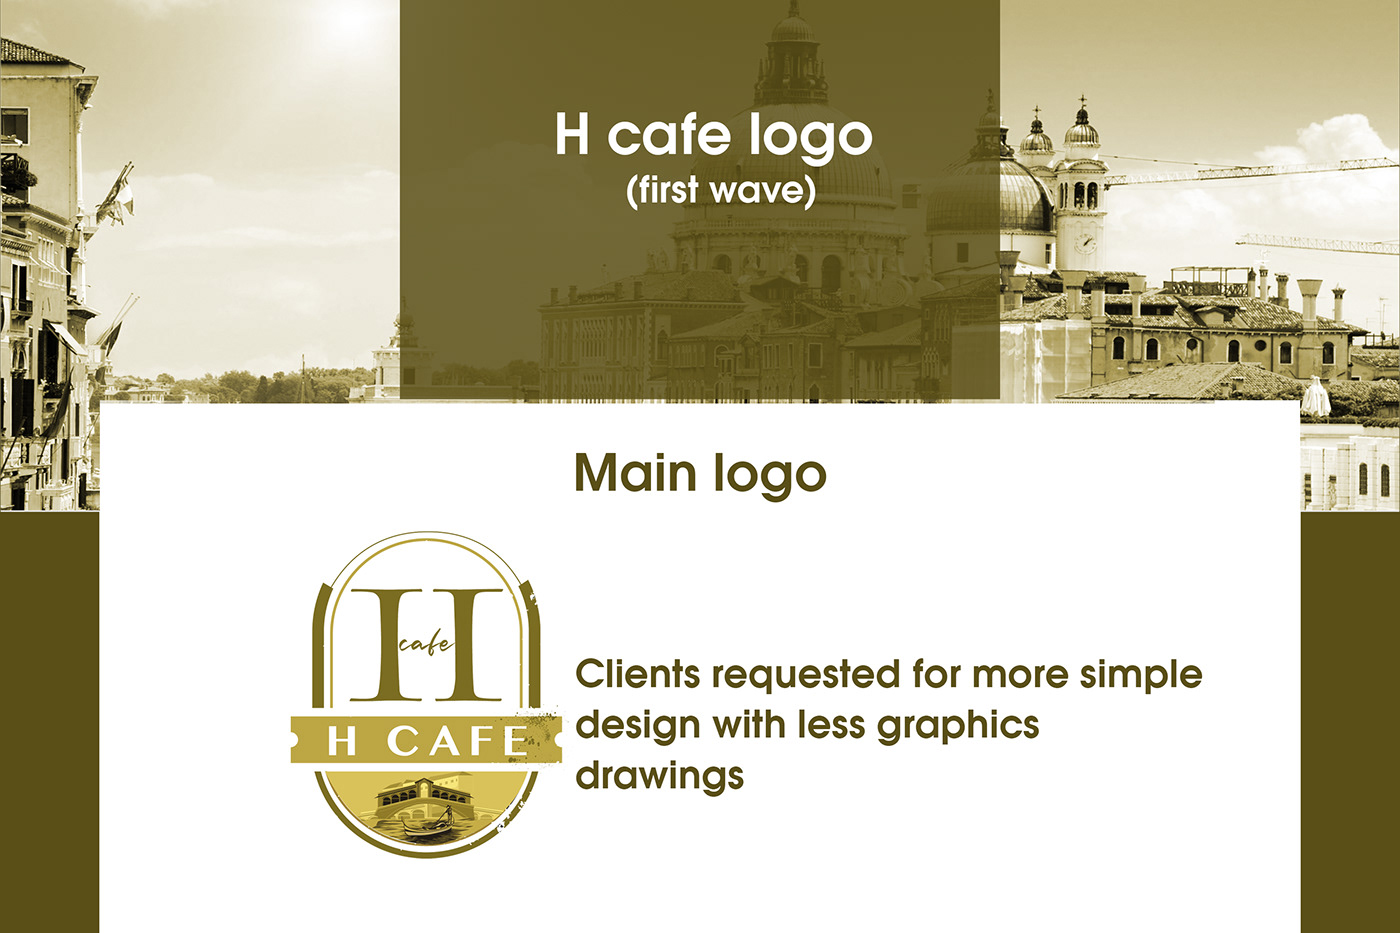 H cafe logo
(first wave)
Main logo
H
cafe
H CAFE
Clients requested for more simple
design with less graphics
drawings